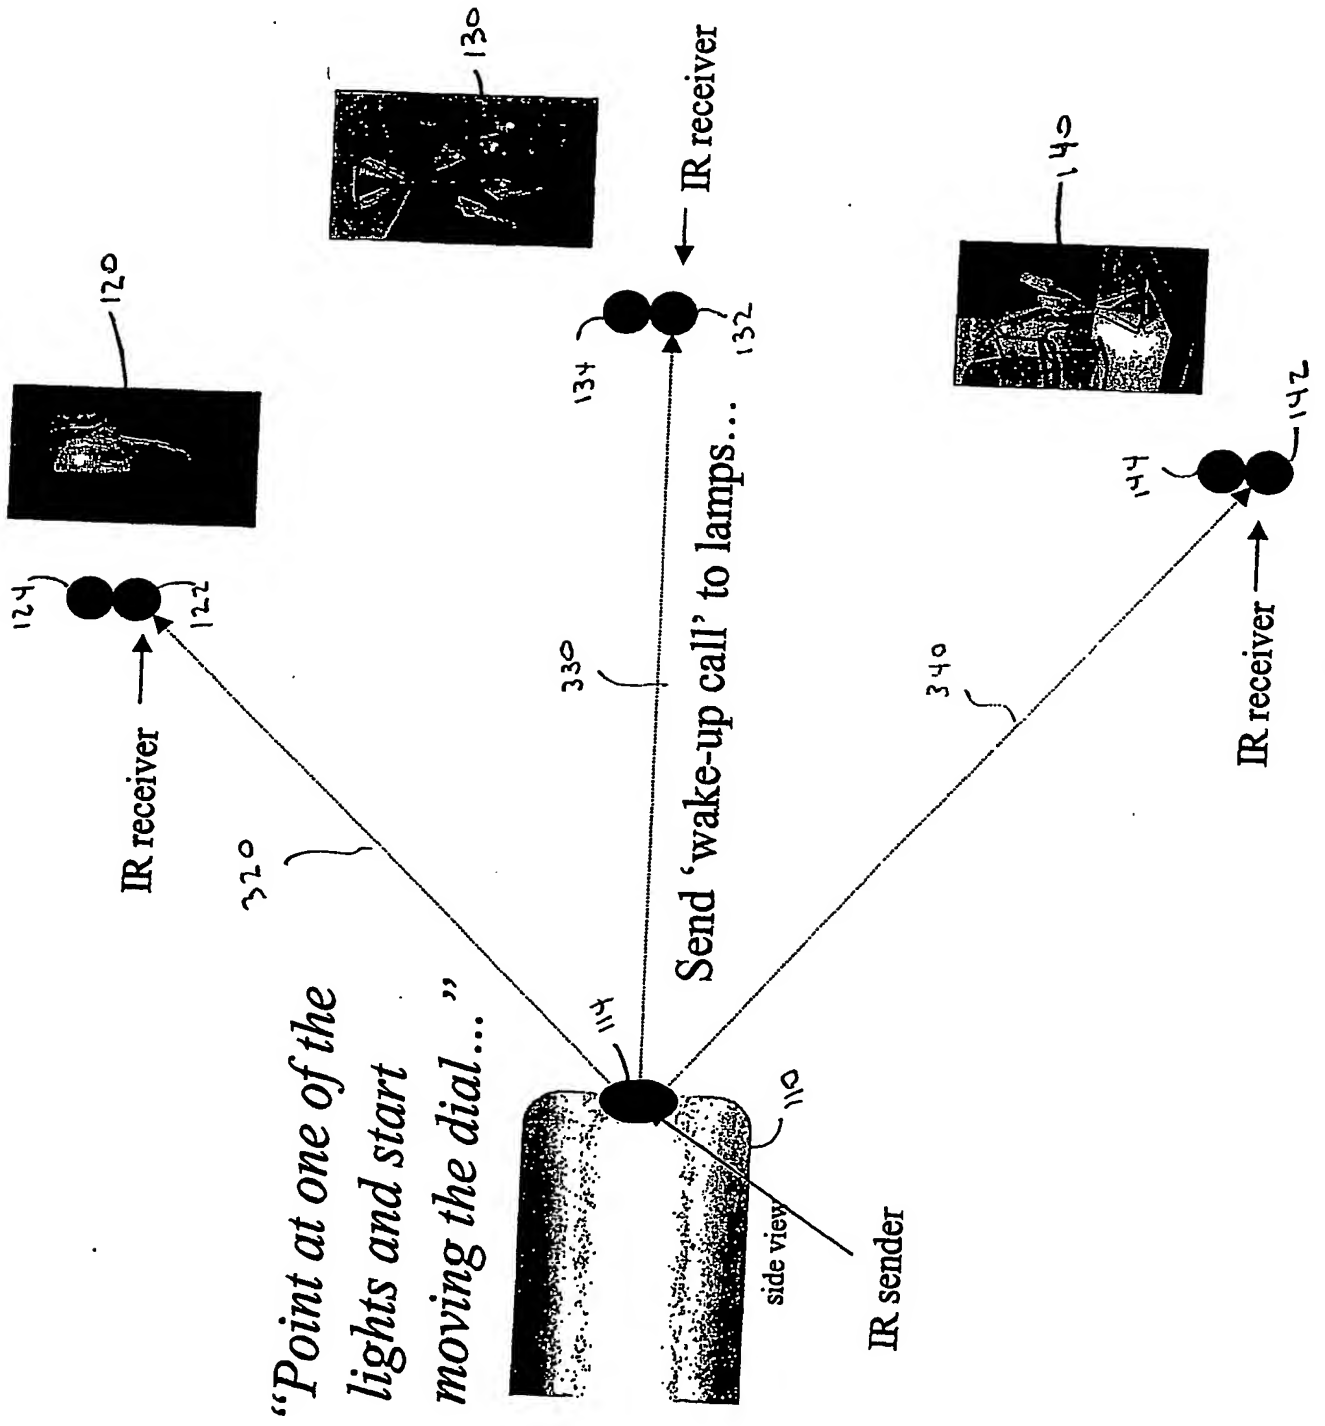 “Point at one of the
lights and start
moving the dial... ”
124
122
120
IR receiver
320
134
132
130
IR receiver
330
Send ‘wake-up call’ to lamps...
114
110
side view
IR sender
340
144
142
140
IR receiver